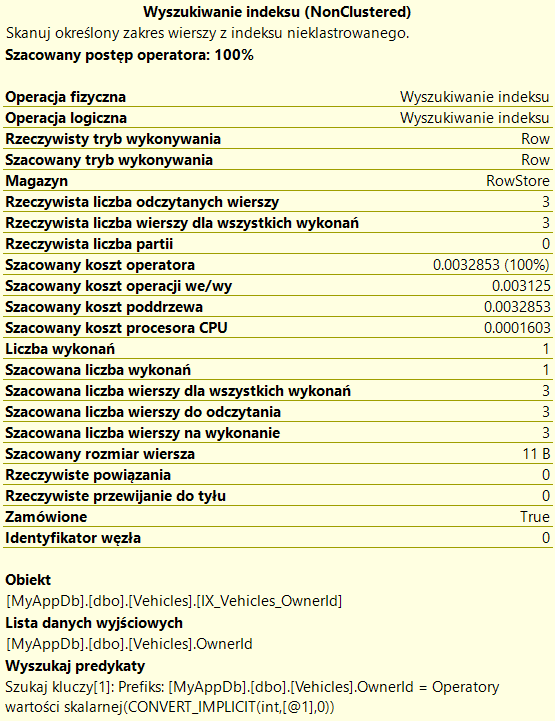 Wyszukiwanie indeksu (NonClustered)
Skanuj określony zakres wierszy z indeksu nieklastrowanego.
Szacowany postęp operatora: 100%
Operacja fizyczna Wyszukiwanie indeksu
Operacja logiczna Wyszukiwanie indeksu
Rzeczywisty tryb wykonywania Row
Szacowany tryb wykonywania Row
Magazyn RowStore
Rzeczywista liczba odczytanych wierszy 3
Rzeczywista liczba wierszy dla wszystkich wykonań 3
Rzeczywista liczba partii 0
Szacowany koszt operatora 0.0032853 (100%)
Szacowany koszt operacji we/wy 0.003125
Szacowany koszt poddrzewa 0.0032853
Szacowany koszt procesora CPU 0.0001603
Liczba wykonań 1
Szacowana liczba wykonań 1
Szacowana liczba wierszy dla wszystkich wykonań 3
Szacowana liczba wierszy do odczytania 3
Szacowana liczba wierszy na wykonanie 3
Szacowany rozmiar wiersza 11 B
Rzeczywiste powiązania 0
Rzeczywiste przewijanie do tyłu 0
Zamówione True
Identyfikator węzła 0
Obiekt
[MyAppDb].[dbo].[Vehicles].[IX_Vehicles_OwnerId]
Lista danych wyjściowych
[MyAppDb].[dbo].[Vehicles].OwnerId
Wyszukaj predykaty
Szukaj kluczy[1]: Prefiks: [MyAppDb].[dbo].[Vehicles].OwnerId = Operatory
wartości skalarnej(CONVERT_IMPLICIT(int,[@1],0))